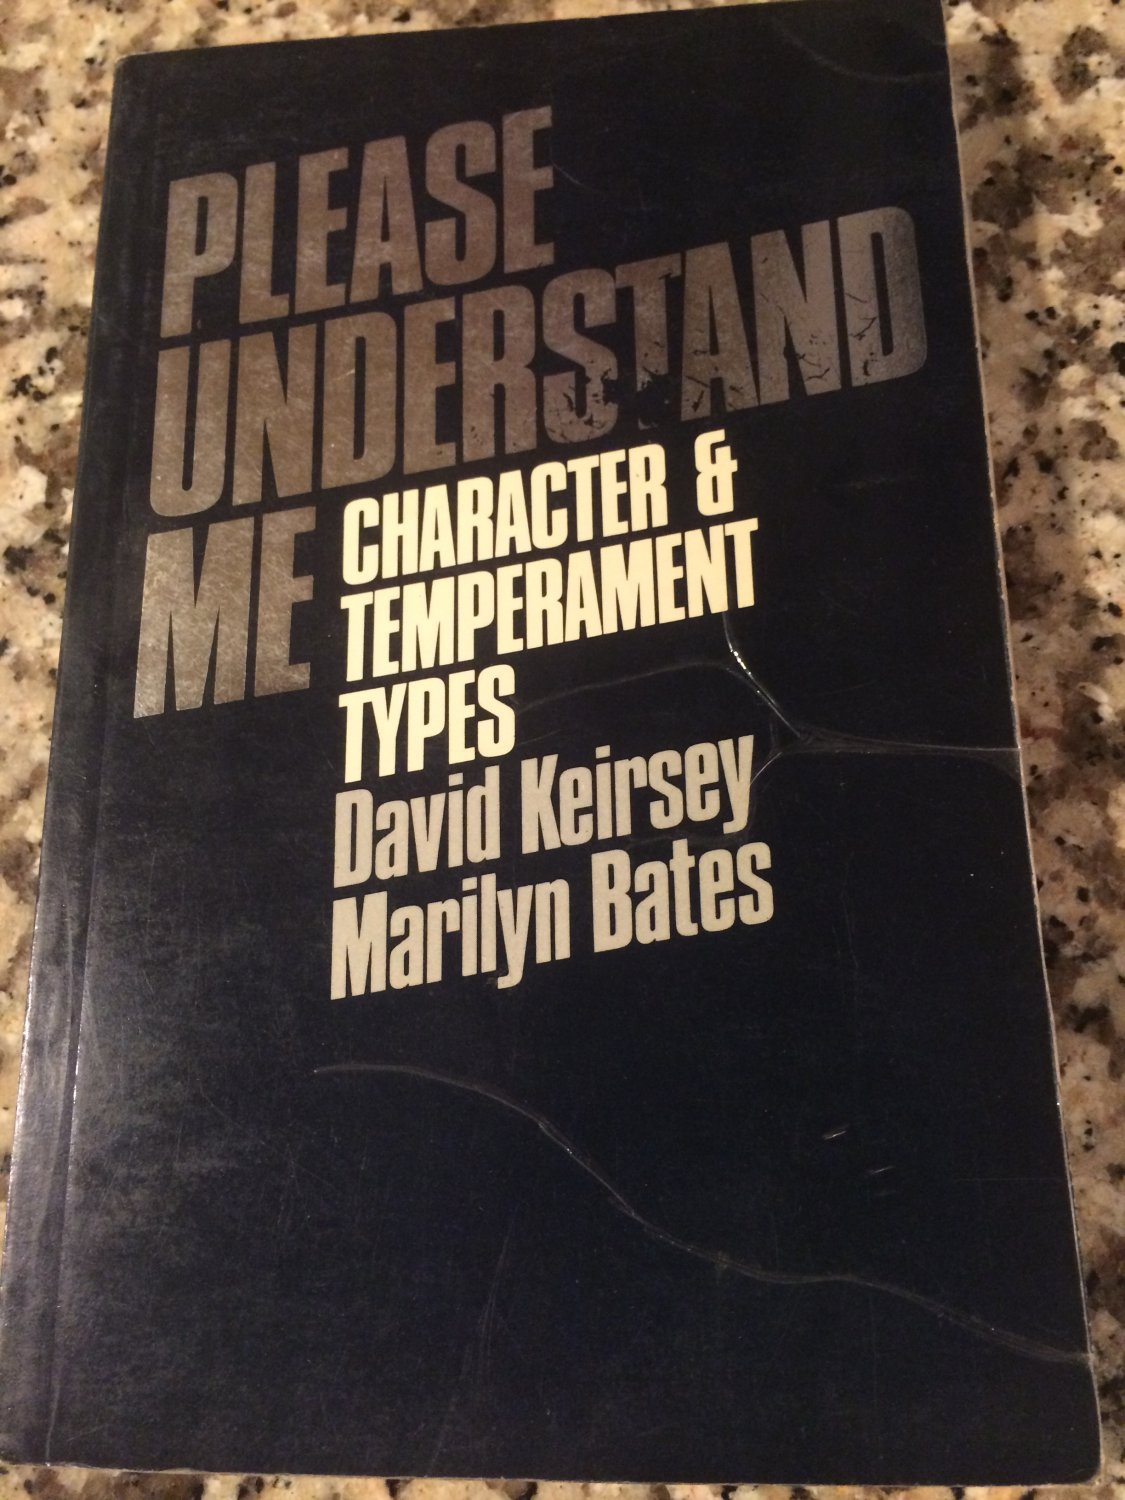 PLEASE
UNDERSTAND
ME
CHARACTER &
TEMPERAMENT
TYPES
David Keirsey
Marilyn Bates